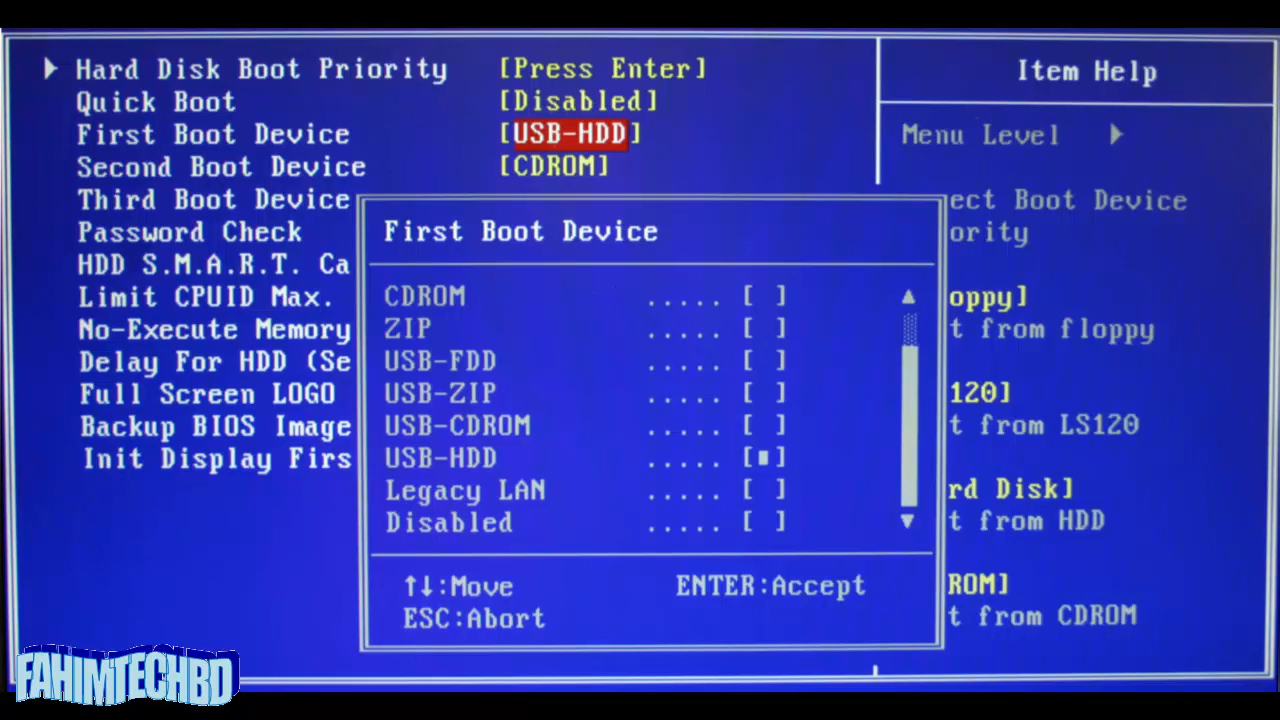 Hard Disk Boot Priority [Press Enter]
Quick Boot [Disabled]
First Boot Device [USB-HDD]
Second Boot Device [CDROM]
Third Boot Device
Password Check
HDD S.M.A.R.T. Ca
Limit CPUID Max.
No-Execute Memory
Delay For HDD (Se
Full Screen LOGO
Backup BIOS Image
Init Display Firs
First Boot Device
CDROM ..... [ ]
ZIP ..... [ ]
USB-FDD ..... [ ]
USB-ZIP ..... [ ]
USB-CDROM ..... [ ]
USB-HDD ..... [▪]
Legacy LAN ..... [ ]
Disabled ..... [ ]
↑↓:Move ENTER:Accept
ESC:Abort
Item Help
Menu Level
ect Boot Device
ority
oppy]
t from floppy
120]
t from LS120
rd Disk]
t from HDD
ROM]
t from CDROM
FAHIMTECHBD